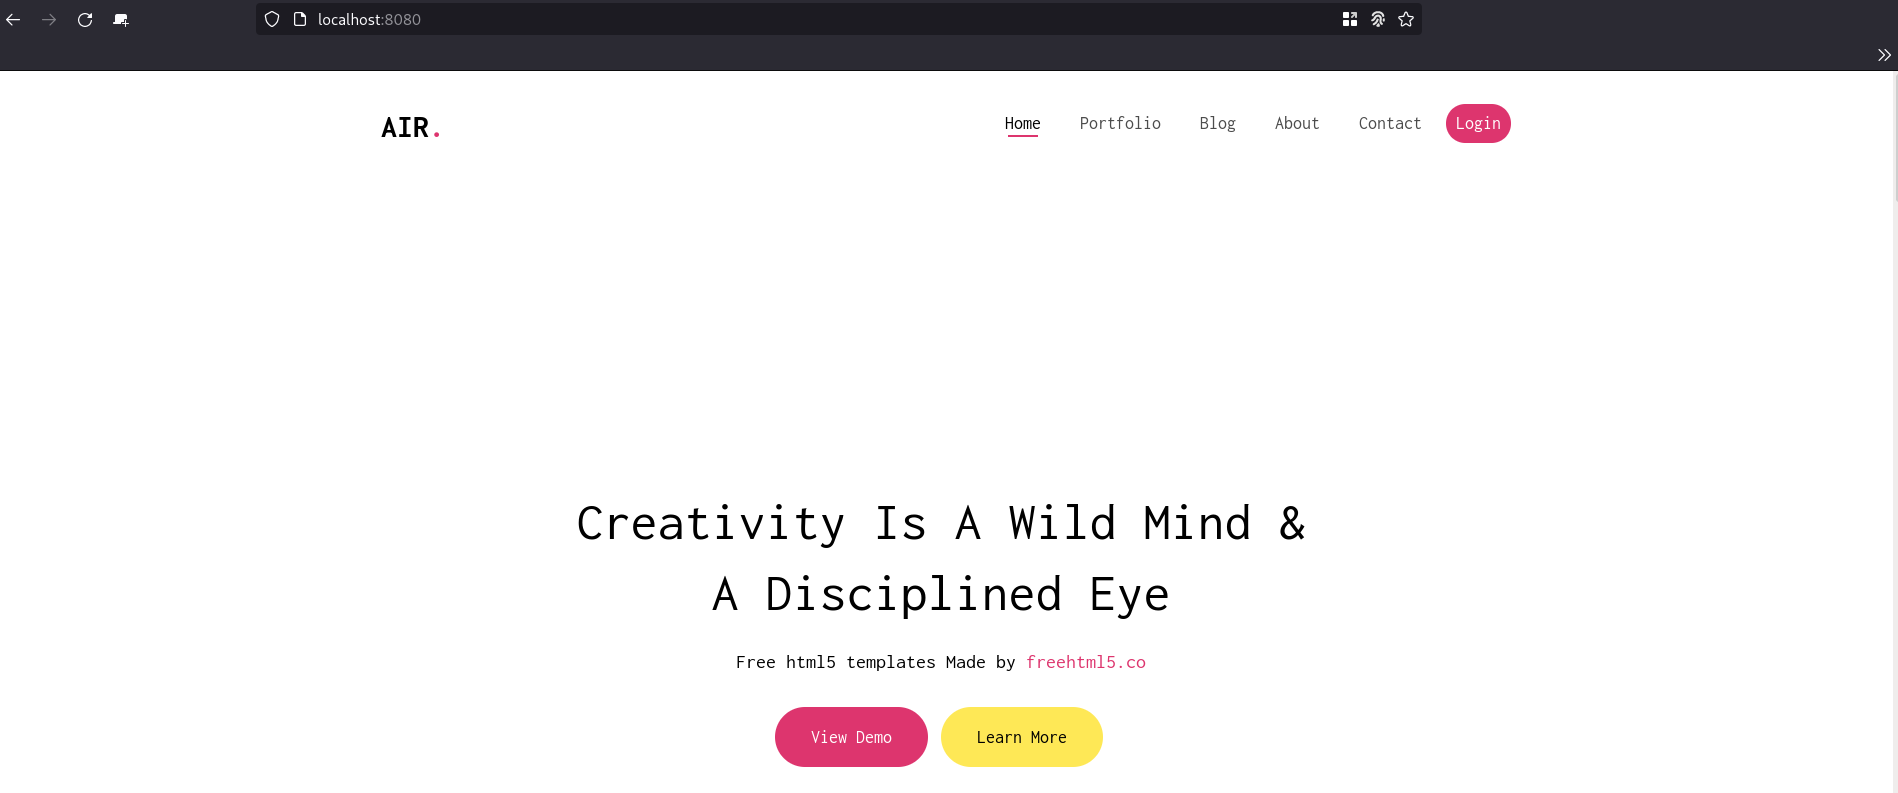 localhost:8080
AIR.
Home Portfolio Blog About Contact Login
Creativity Is A Wild Mind &
A Disciplined Eye
Free html5 templates Made by freehtml5.co
View Demo Learn More